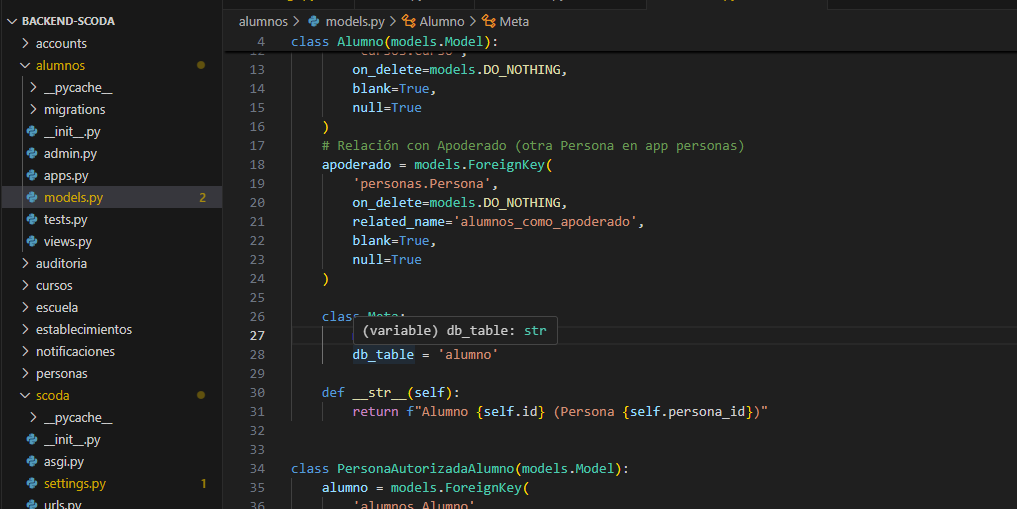 BACKEND-SCODA
accounts
alumnos
__pycache__
migrations
__init__.py
admin.py
apps.py
models.py 2
tests.py
views.py
auditoria
cursos
escuela
establecimientos
notificaciones
personas
scoda
__pycache__
__init__.py
asgi.py
settings.py 1
urls.py
alumnos > models.py > Alumno > Meta
4 class Alumno(models.Model):
12 'cursos.Curso',
13 on_delete=models.DO_NOTHING,
14 blank=True,
15 null=True
16 )
17 # Relación con Apoderado (otra Persona en app personas)
18 apoderado = models.ForeignKey(
19 'personas.Persona',
20 on_delete=models.DO_NOTHING,
21 related_name='alumnos_como_apoderado',
22 blank=True,
23 null=True
24 )
25
26 class Meta:
(variable) db_table: str
27
28 db_table = 'alumno'
29
30 def __str__(self):
31 return f"Alumno {self.id} (Persona {self.persona_id})"
32
33
34 class PersonaAutorizadaAlumno(models.Model):
35 alumno = models.ForeignKey(
36 'alumnos.Alumno'